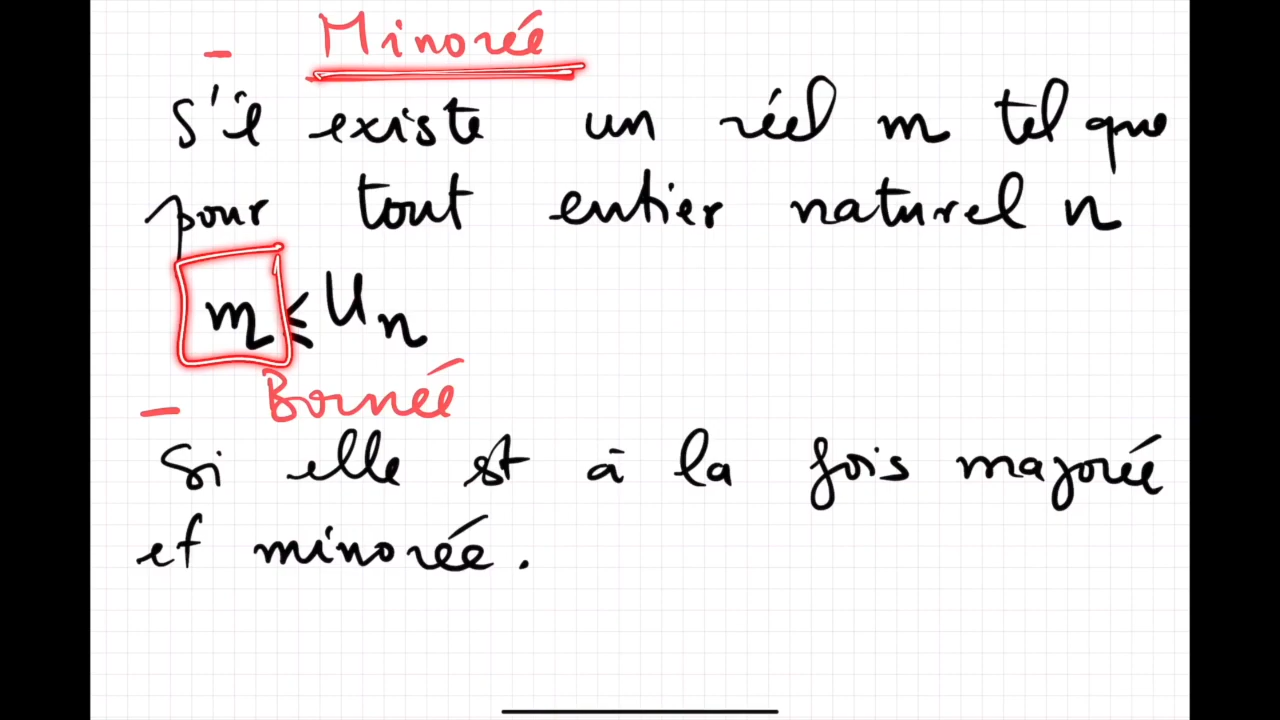 - Minorée
S'il existe un réel m tel que
pour tout entier naturel n
m ⩽ Un
- Bornée
Si elle est à la fois majorée
et minorée.